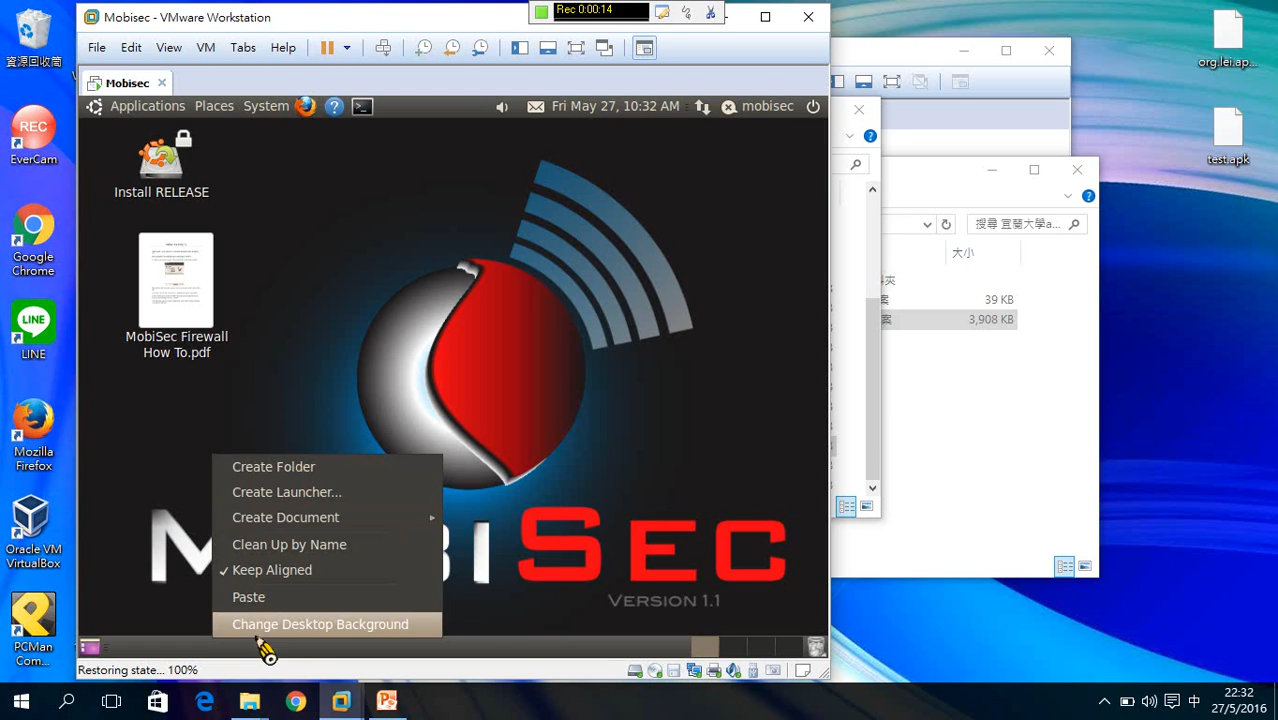 Rec 0:00:14
Mobisec - VMware Workstation
File Edit View VM Tabs Help
Mobisec
Applications Places System
Fri May 27, 10:32 AM
mobisec
Install RELEASE
MobiSec Firewall
How To.pdf
SEC
VERSION 1.1
Create Folder
Create Launcher...
Create Document
Clean Up by Name
Keep Aligned
Paste
Change Desktop Background
Restoring state... 100%
資源回收筒
REC
EverCam
Google
Chrome
LINE
LINE
Mozilla
Firefox
Oracle VM
VirtualBox
PCMan
Com...
org.lei.ap...
test.apk
搜尋 宜蘭大學a...
大小
39 KB
案 3,908 KB
中
22:32
27/5/2016